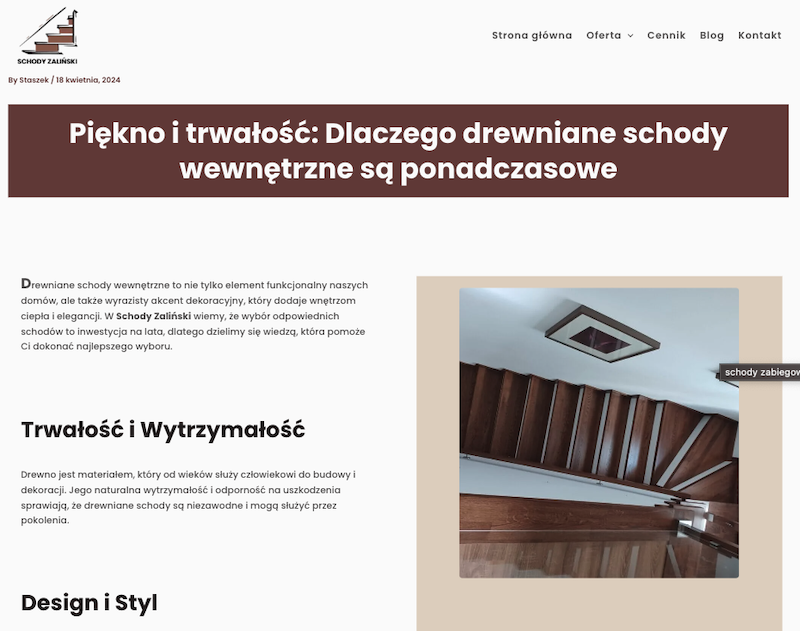 SCHODY ZALIŃSKI
Strona główna Oferta Cennik Blog Kontakt
By Staszek / 18 kwietnia, 2024
Piękno i trwałość: Dlaczego drewniane schody
wewnętrzne są ponadczasowe
Drewniane schody wewnętrzne to nie tylko element funkcjonalny naszych
domów, ale także wyrazisty akcent dekoracyjny, który dodaje wnętrzom
ciepła i elegancji. W Schody Zaliński wiemy, że wybór odpowiednich
schodów to inwestycja na lata, dlatego dzielimy się wiedzą, która pomoże
Ci dokonać najlepszego wyboru.
Trwałość i Wytrzymałość
Drewno jest materiałem, który od wieków służy człowiekowi do budowy i
dekoracji. Jego naturalna wytrzymałość i odporność na uszkodzenia
sprawiają, że drewniane schody są niezawodne i mogą służyć przez
pokolenia.
Design i Styl
schody zabiegow